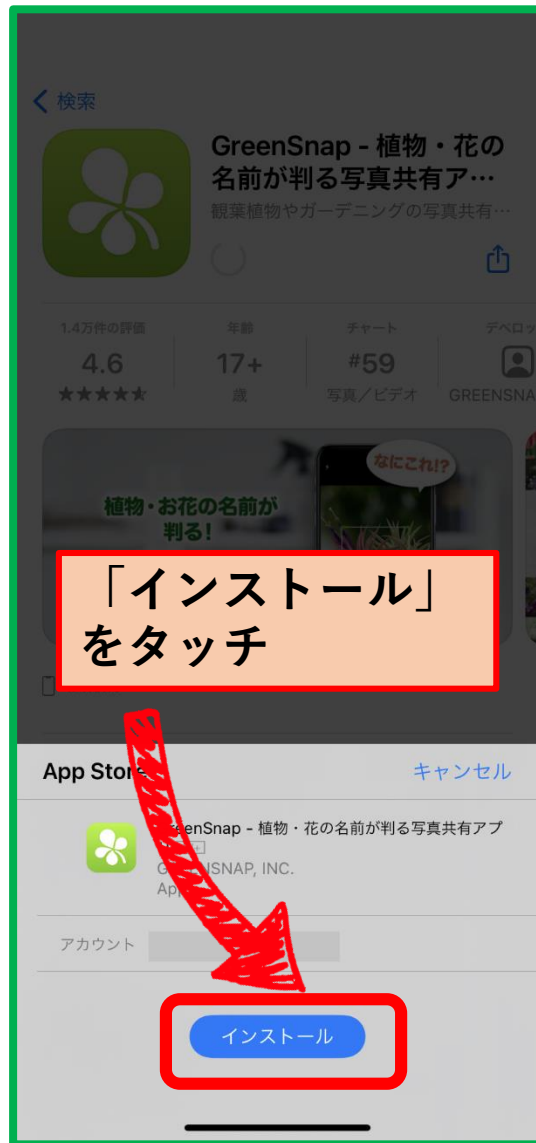 検索
GreenSnap - 植物・花の
名前が判る写真共有ア…
観葉植物やガーデニングの写真共有…
1.4万件の評価 年齢 チャート デベロッ
4.6 17+ #59
★★★★★ 歳 写真／ビデオ GREENSNA
なにこれ!?
植物・お花の名前が
判る!
「インストール」
をタッチ
App Store キャンセル
GreenSnap - 植物・花の名前が判る写真共有アプ
GREENSNAP, INC.
アカウント
インストール